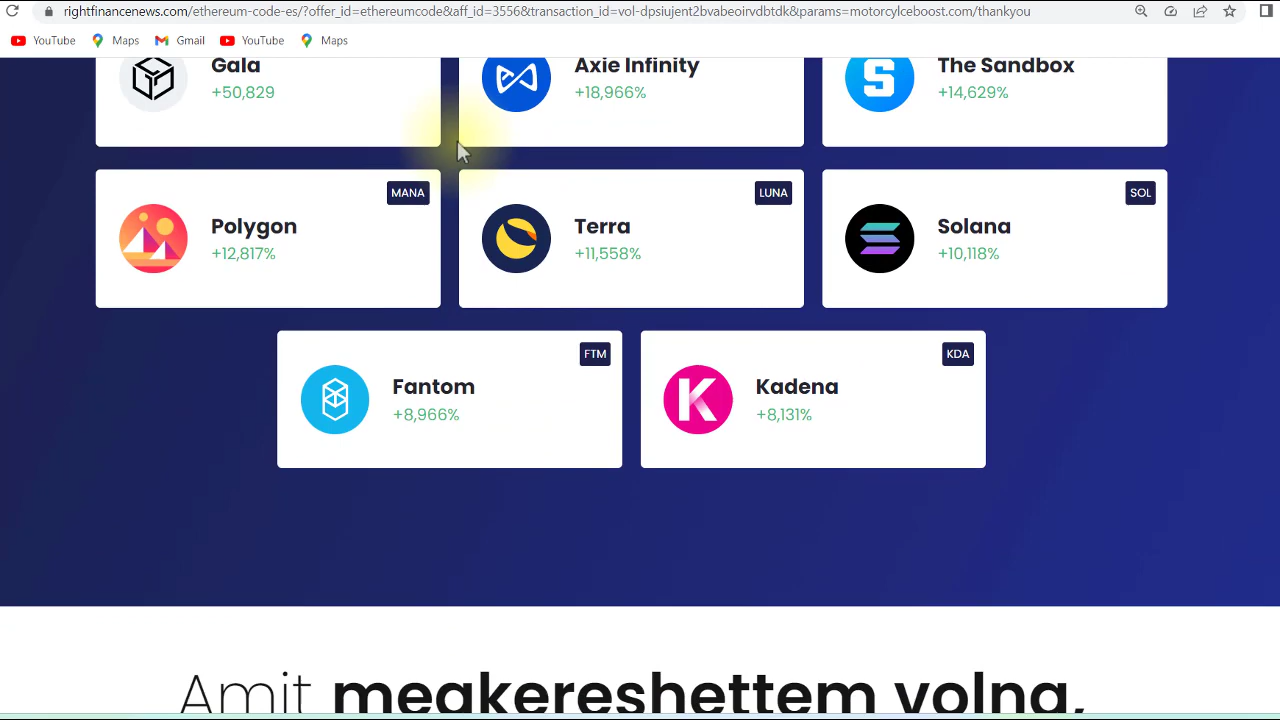 rightfinancenews.com/ethereum-code-es/?offer_id=ethereumcode&aff_id=3556&transaction_id=vol-dpsiujent2bvabeoirvdbtdk&params=motorcylceboost.com/thankyou
YouTube Maps Gmail YouTube Maps
Gala
+50,829
Axie Infinity
+18,966%
The Sandbox
+14,629%
MANA
Polygon
+12,817%
LUNA
Terra
+11,558%
SOL
Solana
+10,118%
FTM
Fantom
+8,966%
KDA
Kadena
+8,131%
Amit megkereshettem volna,